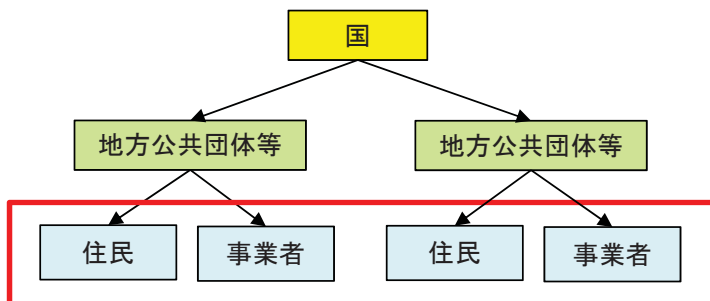 国
地方公共団体等
地方公共団体等
住民
事業者
住民
事業者